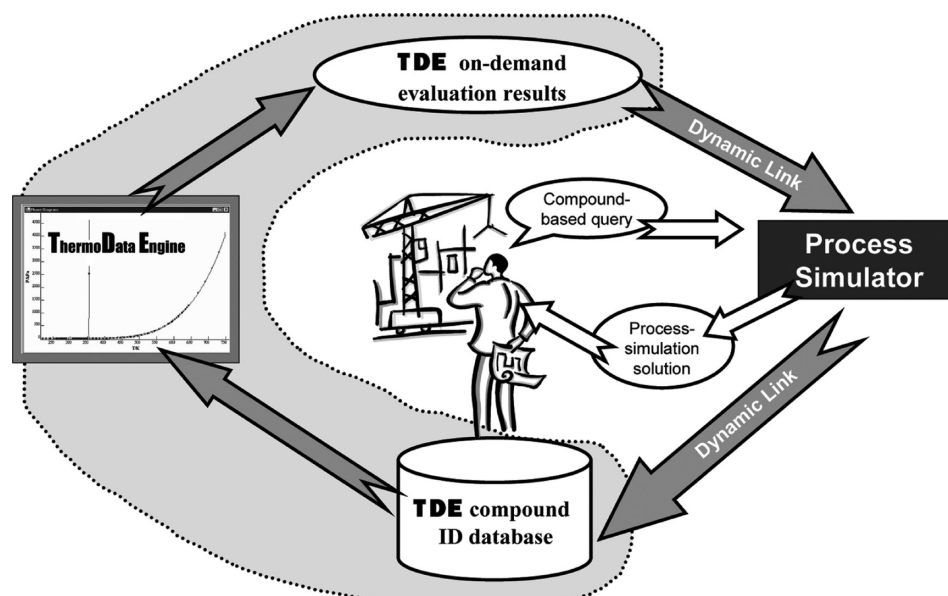 TDE on-demand
evaluation results
Dynamic Link
Compound-
based query
Process
Simulator
ThermoData Engine
Process-
simulation
solution
Dynamic Link
TDE compound
ID database